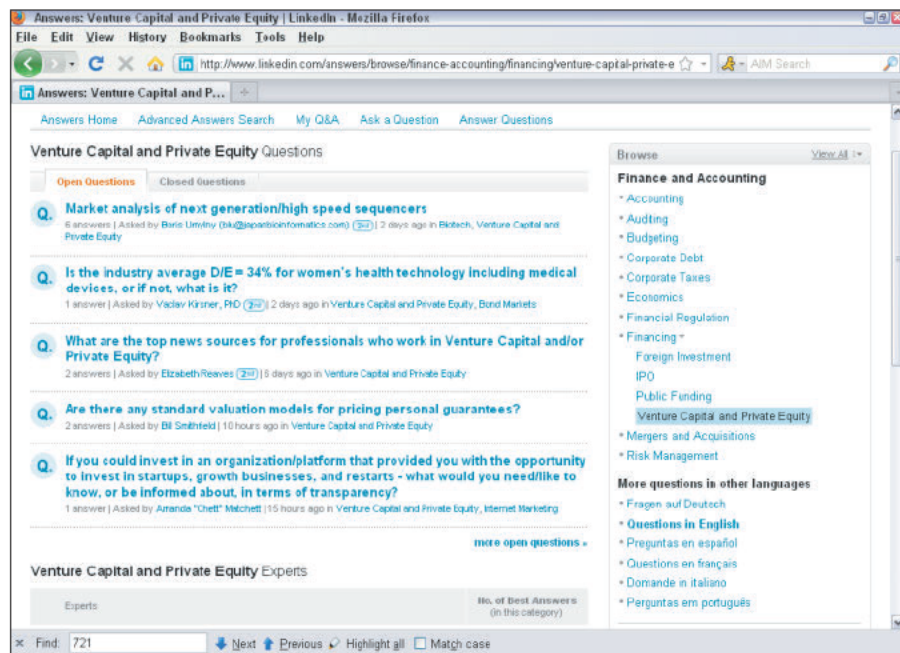 Answers: Venture Capital and Private Equity | LinkedIn - Mozilla Firefox
File Edit View History Bookmarks Tools Help
http://www.linkedin.com/answers/browse/finance-accounting/financing/venture-capital-private-e
AIM Search
Answers: Venture Capital and P...
Answers Home Advanced Answers Search My Q&A Ask a Question Answer Questions
Venture Capital and Private Equity Questions
Open Questions Closed Questions
Q. Market analysis of next generation/high speed sequencers
6 answers | Asked by Boris Umylny 2nd | 2 days ago in Biotech, Venture Capital and
Private Equity
Q. Is the industry average D/E = 34% for women's health technology including medical
devices, or if not, what is it?
1 answer | Asked by Vaclav Kirsner, PhD 2nd | 2 days ago in Venture Capital and Private Equity, Bond Markets
Q. What are the top news sources for professionals who work in Venture Capital and/or
Private Equity?
2 answers | Asked by Elizabeth Reaves 2nd | 6 days ago in Venture Capital and Private Equity
Q. Are there any standard valuation models for pricing personal guarantees?
2 answers | Asked by Bil Smithfield | 10 hours ago in Venture Capital and Private Equity
Q. If you could invest in an organization/platform that provided you with the opportunity
to invest in startups, growth businesses, and restarts - what would you need/like to
know, or be informed about, in terms of transparency?
1 answer | Asked by Amanda "Chett" Matchett | 15 hours ago in Venture Capital and Private Equity, Internet Marketing
more open questions »
Venture Capital and Private Equity Experts
Experts
No. of Best Answers
(in this category)
Browse View All
Finance and Accounting
Accounting
Auditing
Budgeting
Corporate Debt
Corporate Taxes
Economics
Financial Regulation
Financing
Foreign Investment
IPO
Public Funding
Venture Capital and Private Equity
Mergers and Acquisitions
Risk Management
More questions in other languages
Fragen auf Deutsch
Questions in English
Preguntas en español
Questions en français
Domande in italiano
Perguntas em português
Find: 721 Next Previous Highlight all Match case